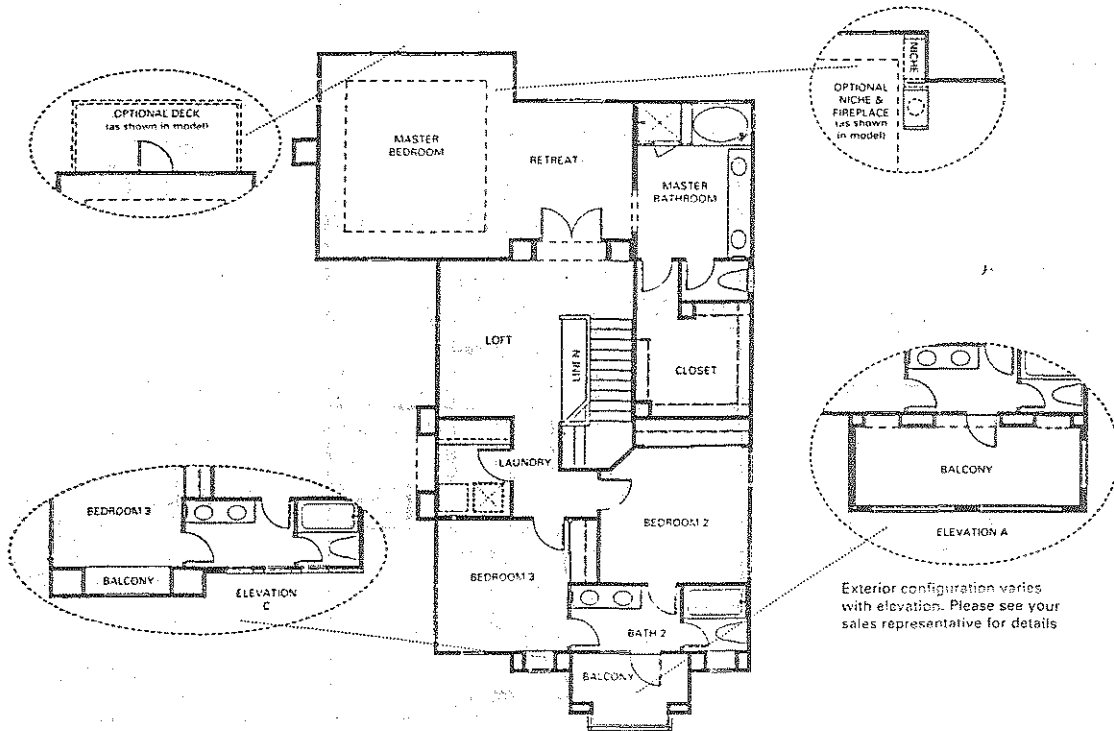 OPTIONAL DECK
(as shown in model)
MASTER
BEDROOM
RETREAT
MASTER
BATHROOM
NICHE
OPTIONAL
NICHE &
FIREPLACE
(as shown
in model)
LOFT
LINEN
CLOSET
LAUNDRY
BEDROOM 2
BEDROOM 3
BATH 2
BALCONY
BEDROOM 3
BALCONY
ELEVATION
C
BALCONY
ELEVATION A
Exterior configuration varies
with elevation. Please see your
sales representative for details